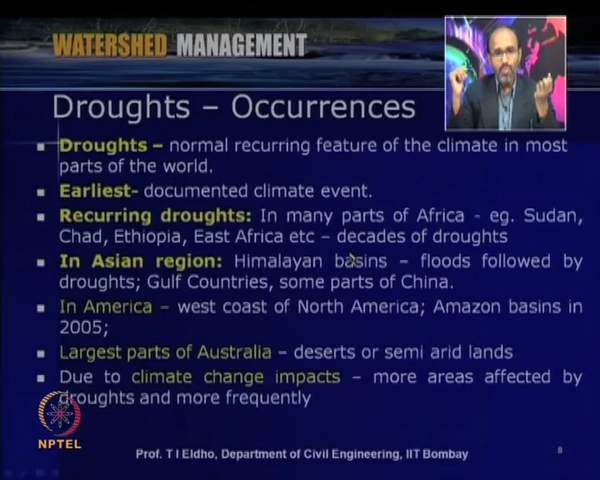 WATERSHED MANAGEMENT
Droughts – Occurrences
Droughts – normal recurring feature of the climate in most
parts of the world.
Earliest- documented climate event.
Recurring droughts: In many parts of Africa - eg. Sudan,
Chad, Ethiopia, East Africa etc – decades of droughts
In Asian region: Himalayan basins – floods followed by
droughts; Gulf Countries, some parts of China.
In America – west coast of North America; Amazon basins in
2005;
Largest parts of Australia – deserts or semi arid lands
Due to climate change impacts – more areas affected by
droughts and more frequently
NPTEL
Prof. T I Eldho, Department of Civil Engineering, IIT Bombay
8